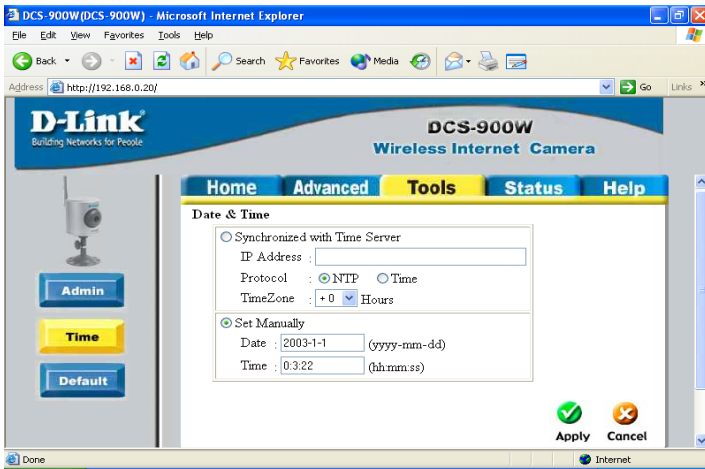 DCS-900W(DCS-900W) - Microsoft Internet Explorer
File Edit View Favorites Tools Help
Back Search Favorites Media
Address http://192.168.0.20/ Go Links »
D-Link
Building Networks for People
DCS-900W
Wireless Internet Camera
Home Advanced Tools Status Help
Admin
Time
Default
Date & Time
Synchronized with Time Server
IP Address :
Protocol : NTP Time
TimeZone : + 0 Hours
Set Manually
Date : 2003-1-1 (yyyy-mm-dd)
Time : 0:3:22 (hh:mm:ss)
Apply Cancel
Done Internet